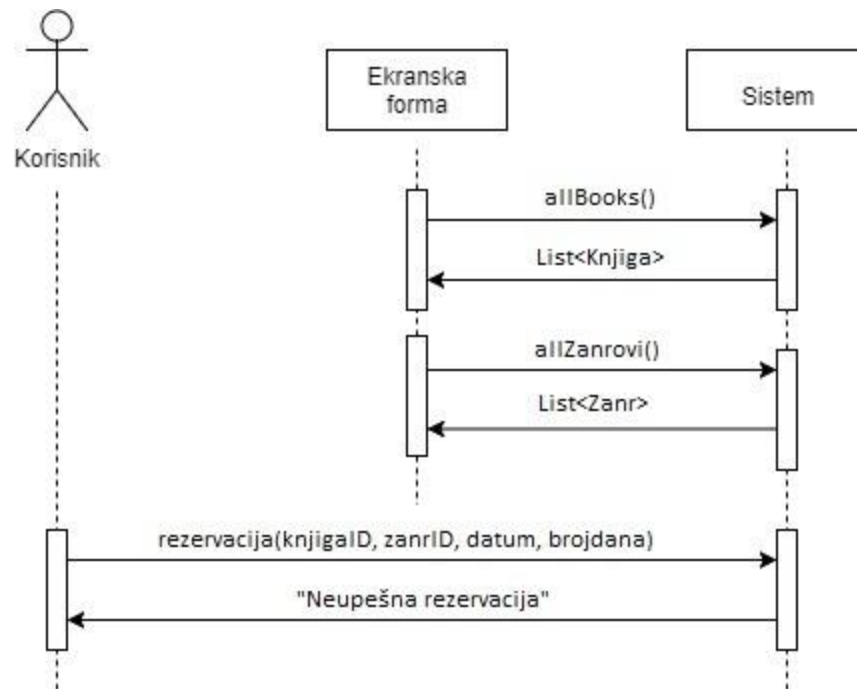 Korisnik
Ekranska
forma
Sistem
allBooks()
List<Knjiga>
allZanrovi()
List<Zanr>
rezervacija(knjigaID, zanrID, datum, brojdana)
"Neupešna rezervacija"